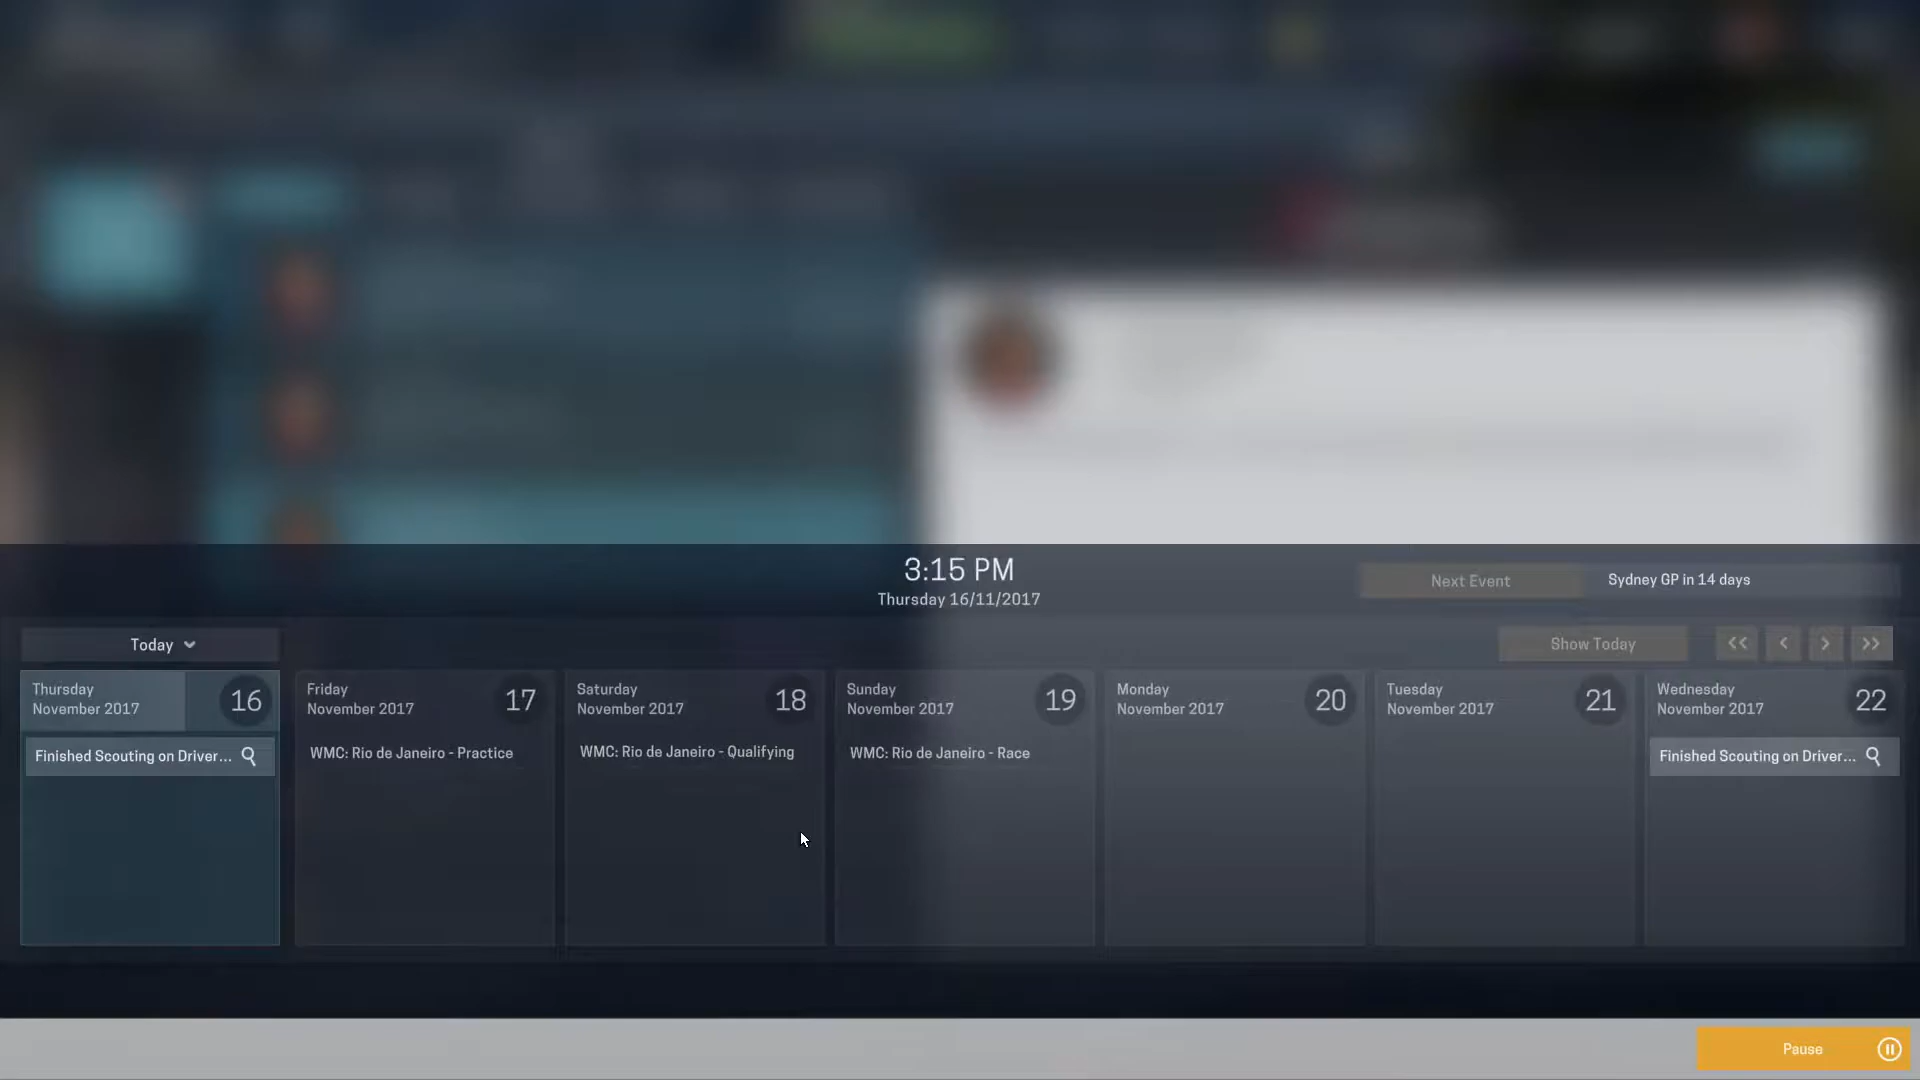 3:15 PM
Thursday 16/11/2017
Next Event
Sydney GP in 14 days
Today
Show Today
Thursday
November 2017
16
Finished Scouting on Driver...
Friday
November 2017
17
WMC: Rio de Janeiro - Practice
Saturday
November 2017
18
WMC: Rio de Janeiro - Qualifying
Sunday
November 2017
19
WMC: Rio de Janeiro - Race
Monday
November 2017
20
Tuesday
November 2017
21
Wednesday
November 2017
22
Finished Scouting on Driver...
Pause